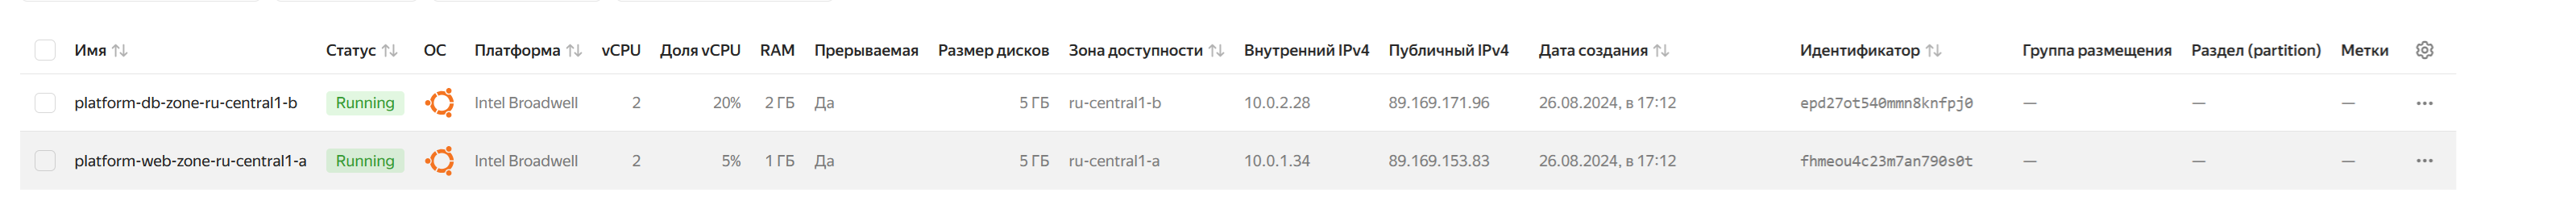 Имя Статус ОС Платформа vCPU Доля vCPU RAM Прерываемая Размер дисков Зона доступности Внутренний IPv4 Публичный IPv4 Дата создания Идентификатор Группа размещения Раздел (partition) Метки
platform-db-zone-ru-central1-b Running Intel Broadwell 2 20% 2 ГБ Да 5 ГБ ru-central1-b 10.0.2.28 89.169.171.96 26.08.2024, в 17:12 epd27ot540mmn8knfpj0 — — —
platform-web-zone-ru-central1-a Running Intel Broadwell 2 5% 1 ГБ Да 5 ГБ ru-central1-a 10.0.1.34 89.169.153.83 26.08.2024, в 17:12 fhmeou4c23m7an790s0t — — —